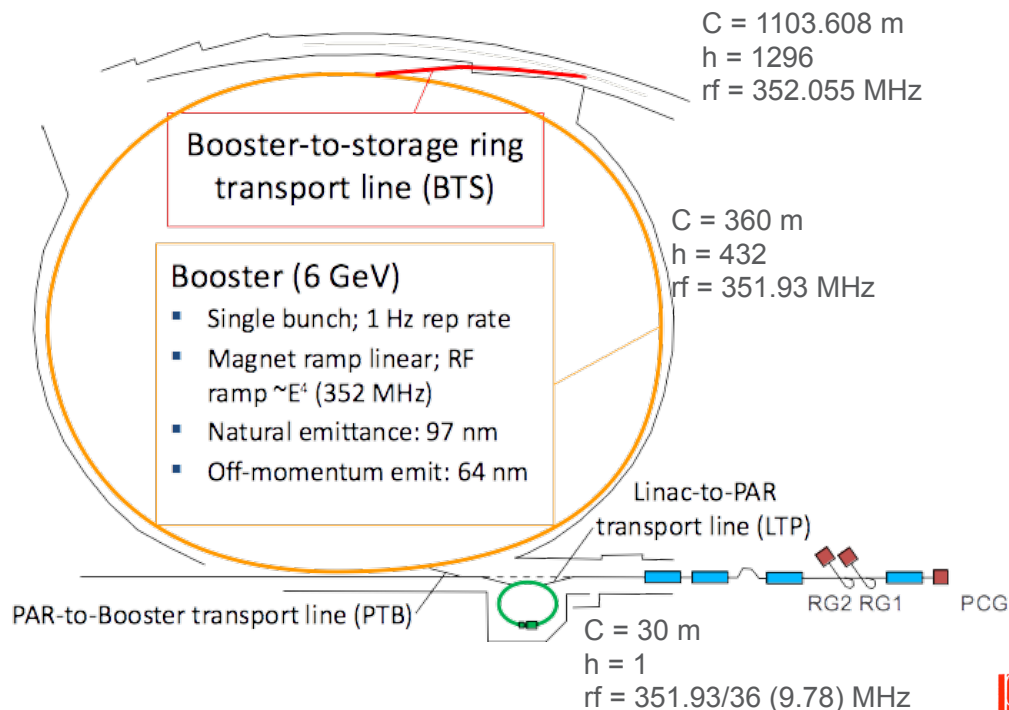 C = 1103.608 m
h = 1296
rf = 352.055 MHz
Booster-to-storage ring
transport line (BTS)
C = 360 m
h = 432
rf = 351.93 MHz
Booster (6 GeV)
▪ Single bunch; 1 Hz rep rate
▪ Magnet ramp linear; RF
ramp ~E⁴ (352 MHz)
▪ Natural emittance: 97 nm
▪ Off-momentum emit: 64 nm
Linac-to-PAR
transport line (LTP)
PAR-to-Booster transport line (PTB)
RG2 RG1 PCG
C = 30 m
h = 1
rf = 351.93/36 (9.78) MHz